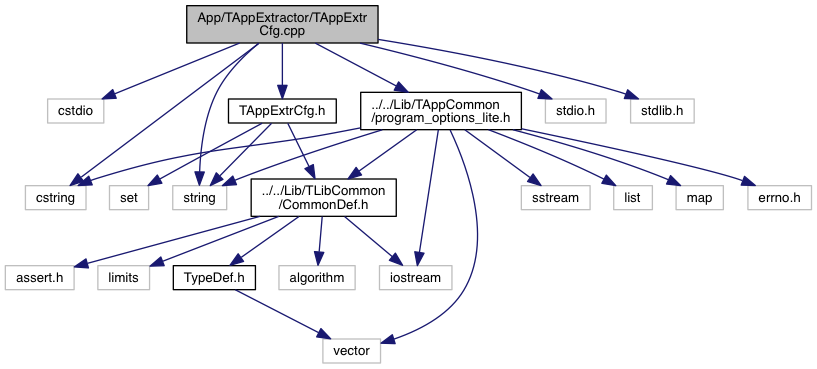 App/TAppExtractor/TAppExtr
Cfg.cpp
cstdio
TAppExtrCfg.h
../../Lib/TAppCommon
/program_options_lite.h
stdio.h
stdlib.h
cstring
set
string
../../Lib/TLibCommon
/CommonDef.h
sstream
list
map
errno.h
assert.h
limits
TypeDef.h
algorithm
iostream
vector